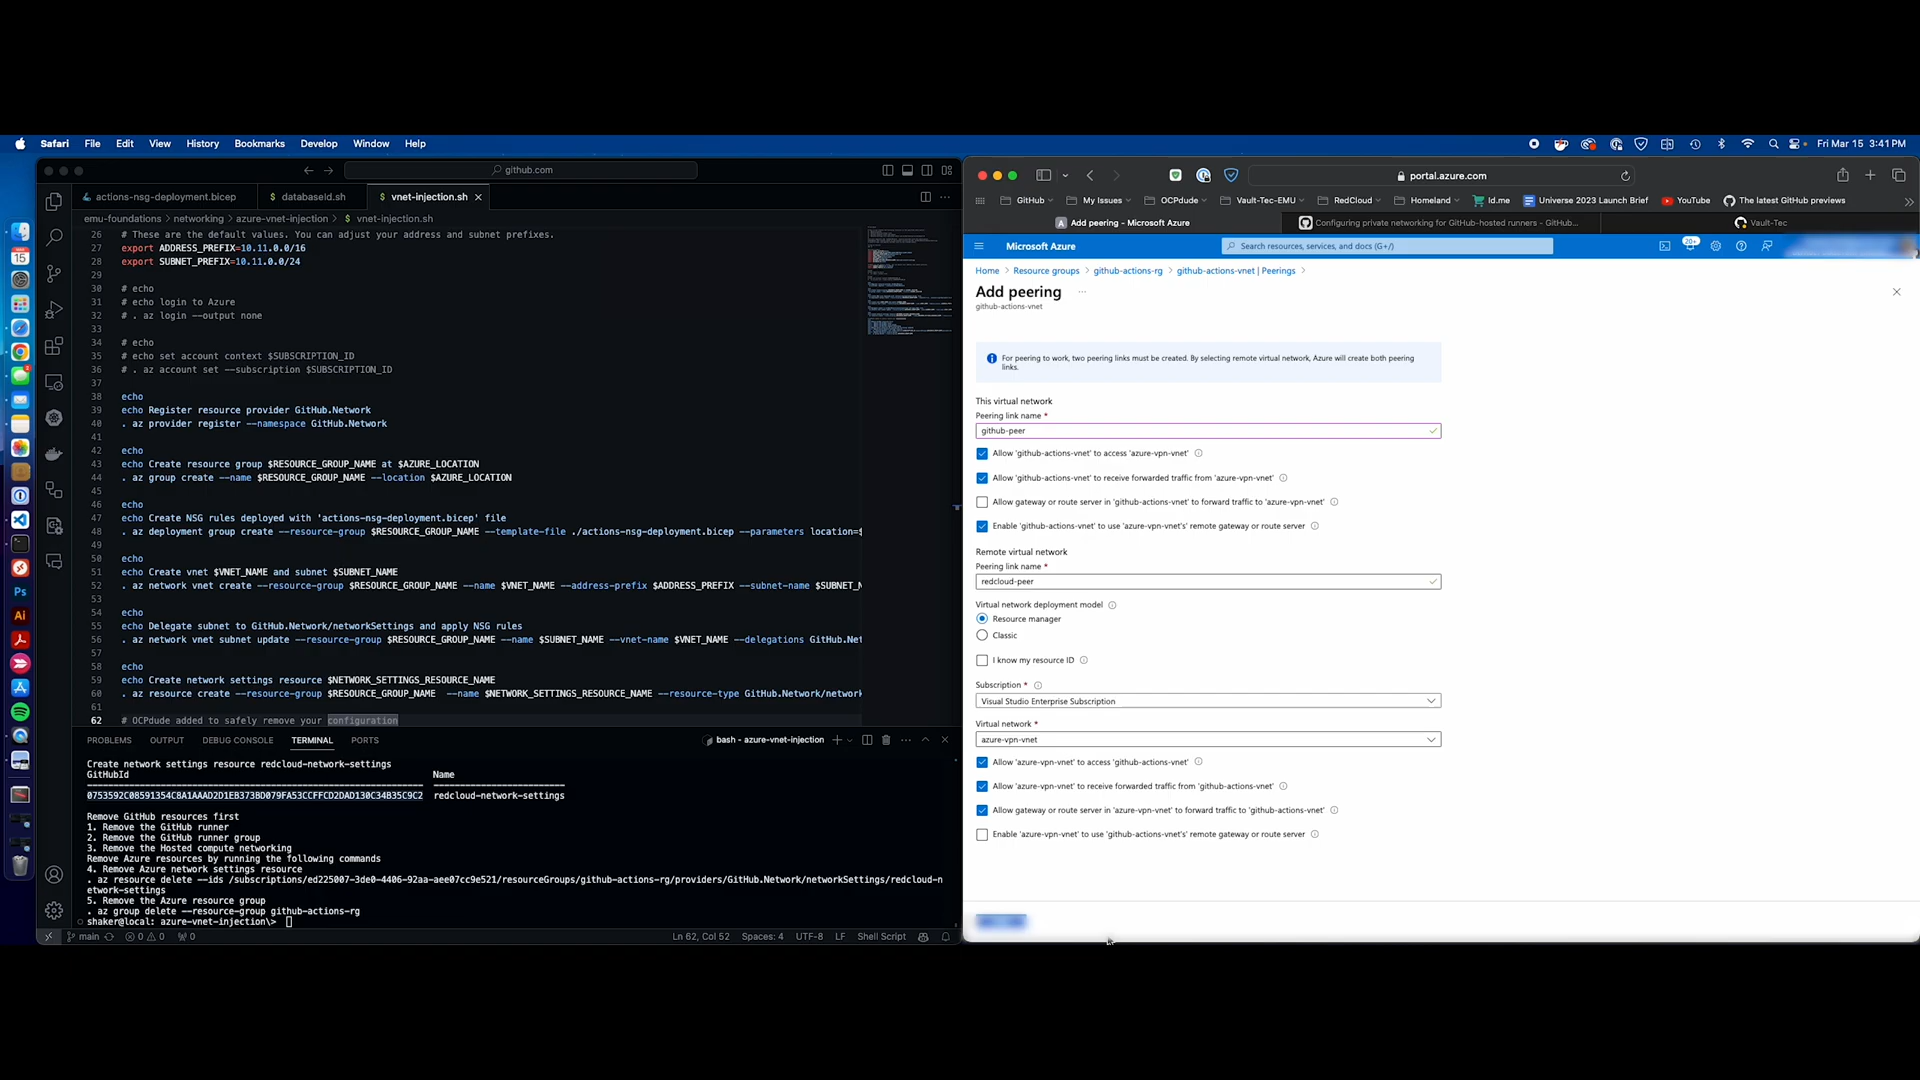 Safari File Edit View History Bookmarks Develop Window Help
Fri Mar 15 3:41 PM
15
github.com
actions-nsg-deployment.bicep
$ databaseId.sh
$ vnet-injection.sh
emu-foundations > networking > azure-vnet-injection > $ vnet-injection.sh
26 # These are the default values. You can adjust your address and subnet prefixes.
27 export ADDRESS_PREFIX=10.11.0.0/16
28 export SUBNET_PREFIX=10.11.0.0/24
29
30 # echo
31 # echo login to Azure
32 # . az login --output none
33
34 # echo
35 # echo set account context $SUBSCRIPTION_ID
36 # . az account set --subscription $SUBSCRIPTION_ID
37
38 echo
39 echo Register resource provider GitHub.Network
40 . az provider register --namespace GitHub.Network
41
42 echo
43 echo Create resource group $RESOURCE_GROUP_NAME at $AZURE_LOCATION
44 . az group create --name $RESOURCE_GROUP_NAME --location $AZURE_LOCATION
45
46 echo
47 echo Create NSG rules deployed with 'actions-nsg-deployment.bicep' file
48 . az deployment group create --resource-group $RESOURCE_GROUP_NAME --template-file ./actions-nsg-deployment.bicep --parameters location=$
49
50 echo
51 echo Create vnet $VNET_NAME and subnet $SUBNET_NAME
52 . az network vnet create --resource-group $RESOURCE_GROUP_NAME --name $VNET_NAME --address-prefix $ADDRESS_PREFIX --subnet-name $SUBNET_N
53
54 echo
55 echo Delegate subnet to GitHub.Network/networkSettings and apply NSG rules
56 . az network vnet subnet update --resource-group $RESOURCE_GROUP_NAME --name $SUBNET_NAME --vnet-name $VNET_NAME --delegations GitHub.Net
57
58 echo
59 echo Create network settings resource $NETWORK_SETTINGS_RESOURCE_NAME
60 . az resource create --resource-group $RESOURCE_GROUP_NAME --name $NETWORK_SETTINGS_RESOURCE_NAME --resource-type GitHub.Network/network
61
62 # OCPdude added to safely remove your configuration
PROBLEMS OUTPUT DEBUG CONSOLE TERMINAL PORTS
bash - azure-vnet-injection
Create network settings resource redcloud-network-settings
GitHubId Name
0753592C08591354C8A1AAAD2D1EB373BD079FA53CCFFCD2DAD130C34B35C9C2 redcloud-network-settings
Remove GitHub resources first
1. Remove the GitHub runner
2. Remove the GitHub runner group
3. Remove the Hosted compute networking
Remove Azure resources by running the following commands
4. Remove Azure network settings resource
. az resource delete --ids /subscriptions/ed225007-3de0-4406-92aa-aee07cc9e521/resourceGroups/github-actions-rg/providers/GitHub.Network/networkSettings/redcloud-n
etwork-settings
5. Remove the Azure resource group
. az group delete --resource-group github-actions-rg
shaker@local: azure-vnet-injection\>
main 0 0 0 Ln 62, Col 52 Spaces: 4 UTF-8 LF Shell Script
Ps
Ai
portal.azure.com
GitHub My Issues OCPdude Vault-Tec-EMU RedCloud Homeland Id.me Universe 2023 Launch Brief YouTube The latest GitHub previews
Add peering - Microsoft Azure
Configuring private networking for GitHub-hosted runners - GitHub...
Vault-Tec
Microsoft Azure
Search resources, services, and docs (G+/)
20+
Home > Resource groups > github-actions-rg > github-actions-vnet | Peerings >
Add peering ...
github-actions-vnet
For peering to work, two peering links must be created. By selecting remote virtual network, Azure will create both peering
links.
This virtual network
Peering link name *
github-peer
Allow 'github-actions-vnet' to access 'azure-vpn-vnet'
Allow 'github-actions-vnet' to receive forwarded traffic from 'azure-vpn-vnet'
Allow gateway or route server in 'github-actions-vnet' to forward traffic to 'azure-vpn-vnet'
Enable 'github-actions-vnet' to use 'azure-vpn-vnet's' remote gateway or route server
Remote virtual network
Peering link name *
redcloud-peer
Virtual network deployment model
Resource manager
Classic
I know my resource ID
Subscription *
Visual Studio Enterprise Subscription
Virtual network *
azure-vpn-vnet
Allow 'azure-vpn-vnet' to access 'github-actions-vnet'
Allow 'azure-vpn-vnet' to receive forwarded traffic from 'github-actions-vnet'
Allow gateway or route server in 'azure-vpn-vnet' to forward traffic to 'github-actions-vnet'
Enable 'azure-vpn-vnet' to use 'github-actions-vnet's' remote gateway or route server